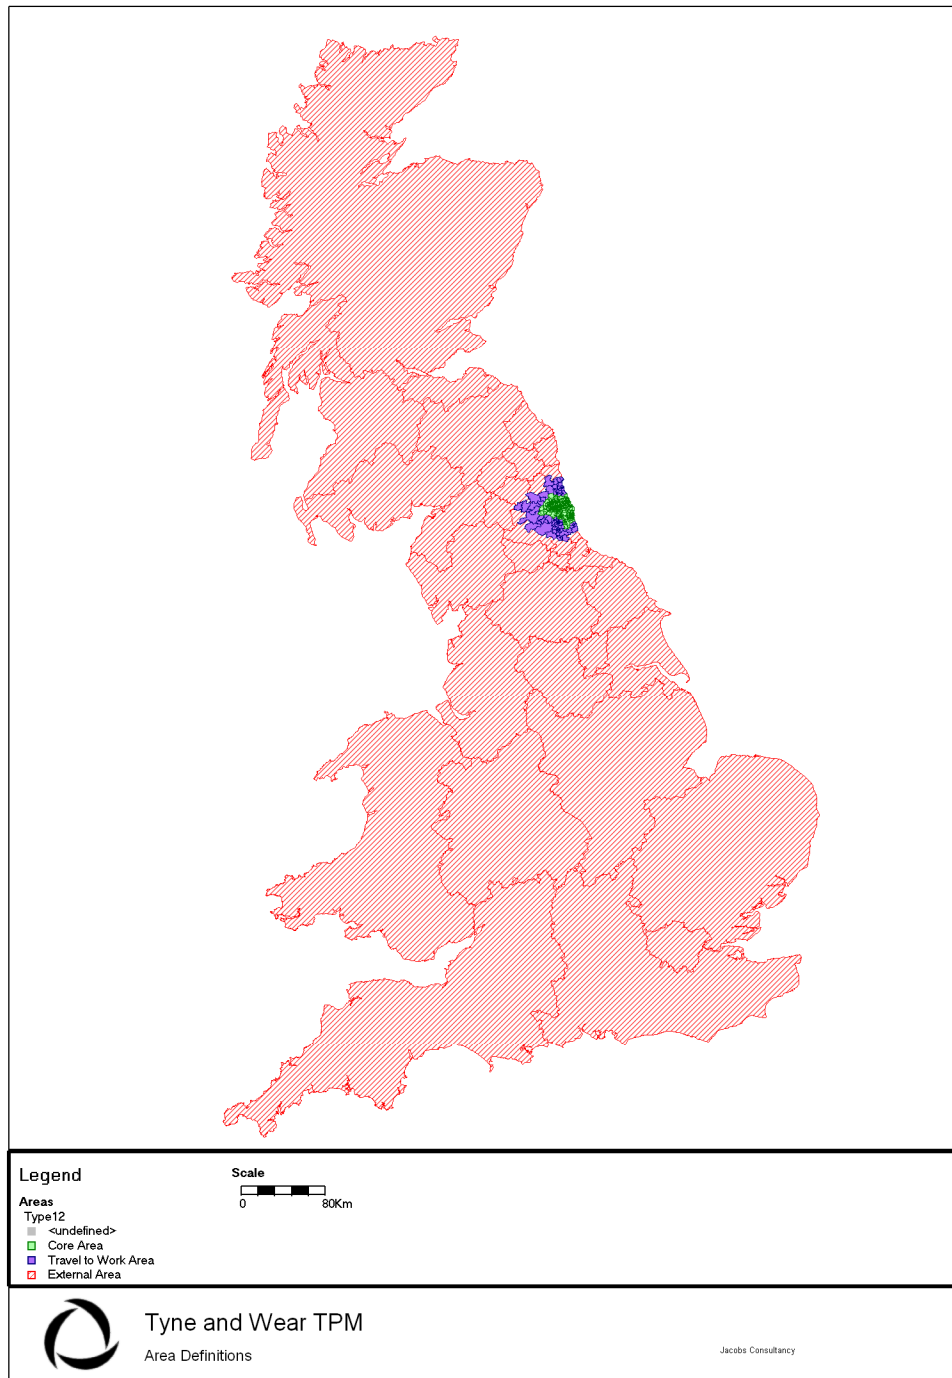 Legend
Scale
0 80Km
Areas
Type12
<undefined>
Core Area
Travel to Work Area
External Area
Tyne and Wear TPM
Area Definitions
Jacobs Consultancy